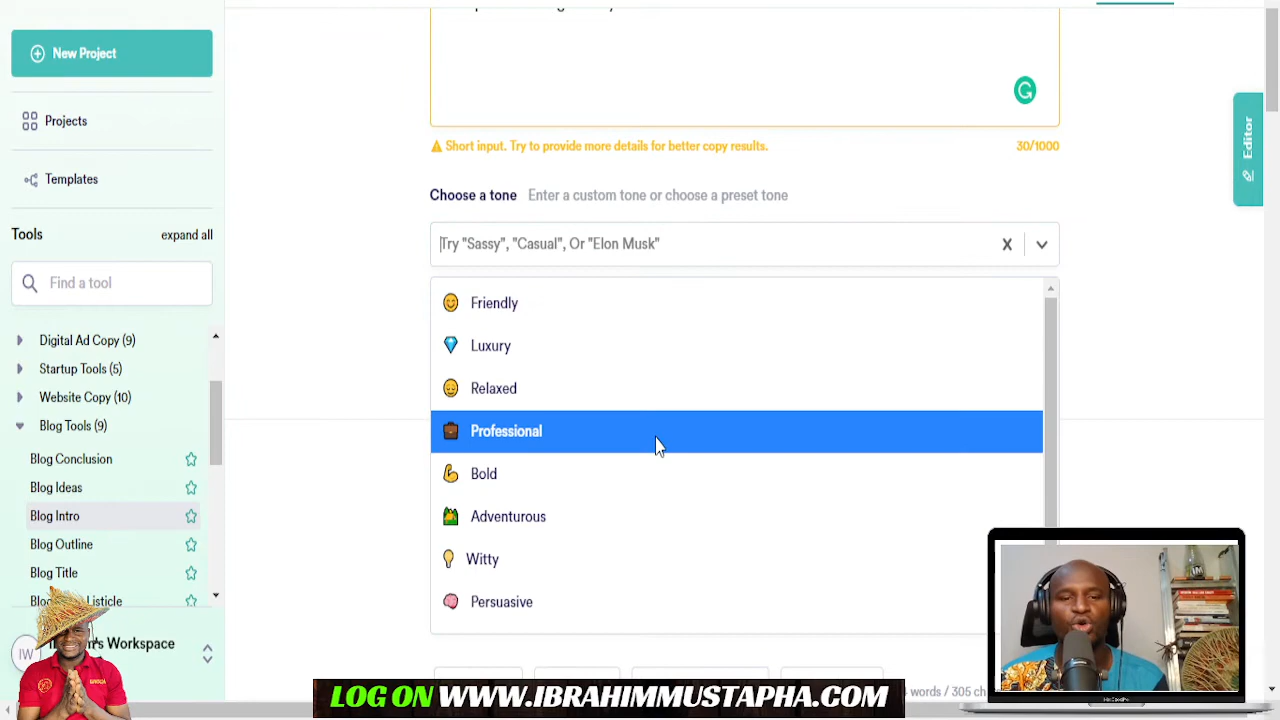 New Project
Projects
Templates
Tools
expand all
Find a tool
Digital Ad Copy (9)
Startup Tools (5)
Website Copy (10)
Blog Tools (9)
Blog Conclusion
Blog Ideas
Blog Intro
Blog Outline
Blog Title
Listicle
IW
Workspace
Short input. Try to provide more details for better copy results.
30/1000
Choose a tone Enter a custom tone or choose a preset tone
Try "Sassy", "Casual", Or "Elon Musk"
X
Friendly
Luxury
Relaxed
Professional
Bold
Adventurous
Witty
Persuasive
words / 305 ch
Editor
LOG ON WWW.IBRAHIMMUSTAPHA.COM